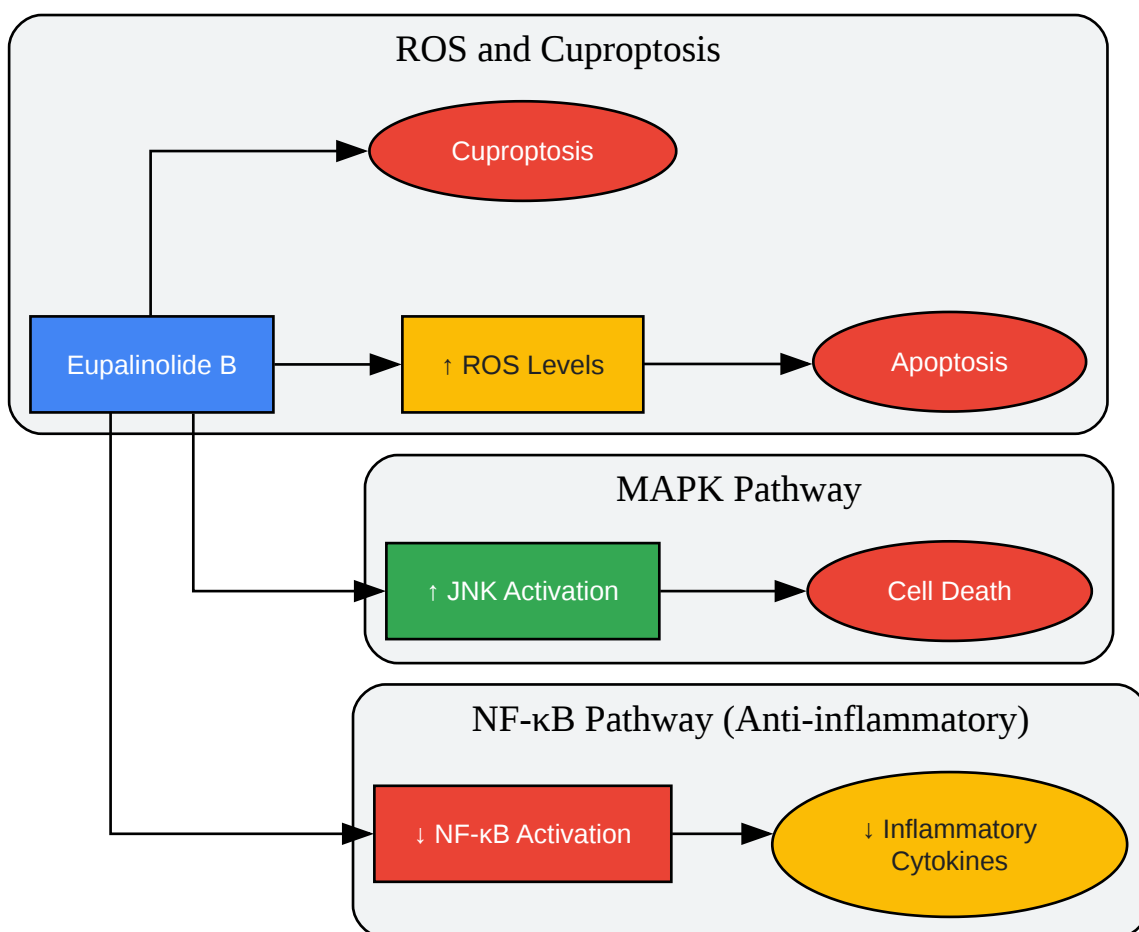 ROS and Cuproptosis
Cuproptosis
Eupalinolide B
↑ ROS Levels
Apoptosis
MAPK Pathway
↑ JNK Activation
Cell Death
NF-κB Pathway (Anti-inflammatory)
↓ NF-κB Activation
↓ Inflammatory
Cytokines